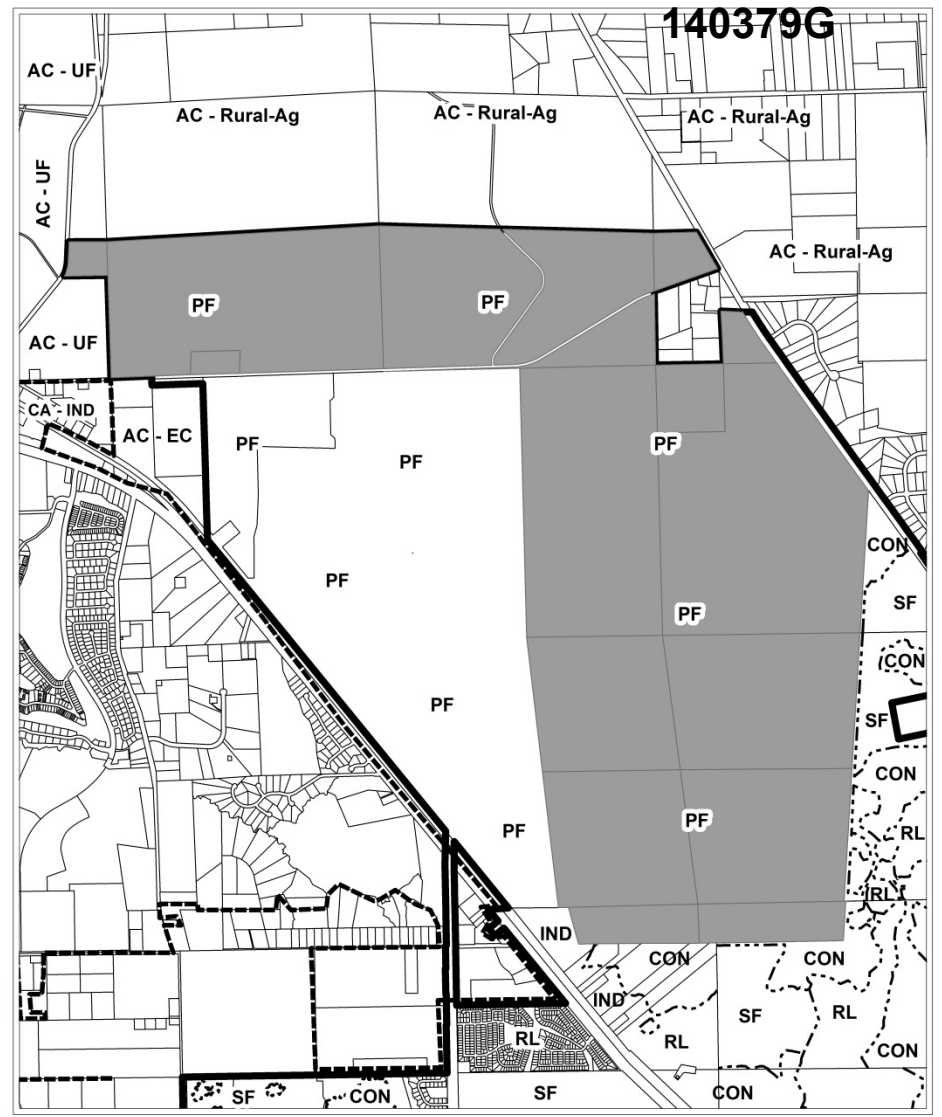 140379G
AC - UF
AC - Rural-Ag
AC - Rural-Ag
AC - Rural-Ag
AC - UF
AC - Rural-Ag
PF
PF
AC - UF
CA - IND
AC - EC
PF
PF
PF
CON
PF
SF
PF
CON
PF
SF
CON
PF
PF
RL
RL
IND
CON
CON
IND
SF
RL
RL
RL
CON
SF
CON
SF
CON